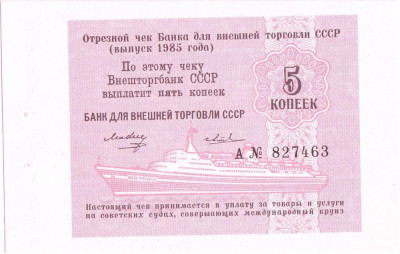 Отрезной чек Банка для внешней торговли СССР
(выпуск 1985 года)
По этому чеку
Внешторгбанк СССР
выплатит пять копеек
5
КОПЕЕК
БАНК ДЛЯ ВНЕШНЕЙ ТОРГОВЛИ СССР
А № 827463
Настоящий чек принимается в уплату за товары и услуги
на советских судах, совершающих международный круиз